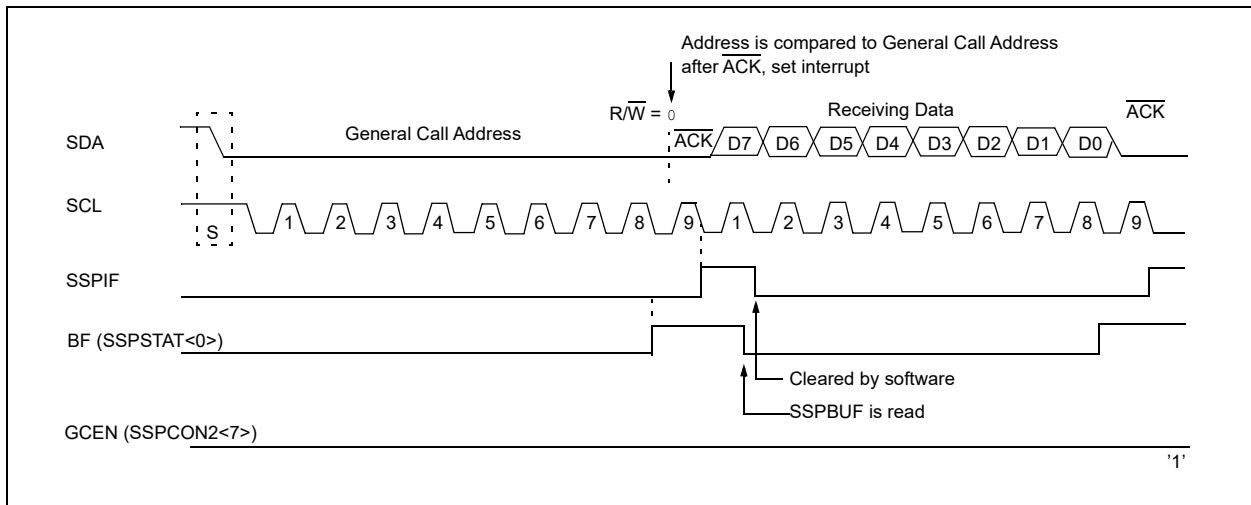 Address is compared to General Call Address
after ACK, set interrupt
R/W = 0
Receiving Data
ACK
SDA
General Call Address
ACK D7 D6 D5 D4 D3 D2 D1 D0
SCL
S
1 2 3 4 5 6 7 8 9 1 2 3 4 5 6 7 8 9
SSPIF
BF (SSPSTAT<0>)
Cleared by software
SSPBUF is read
GCEN (SSPCON2<7>)
’1’